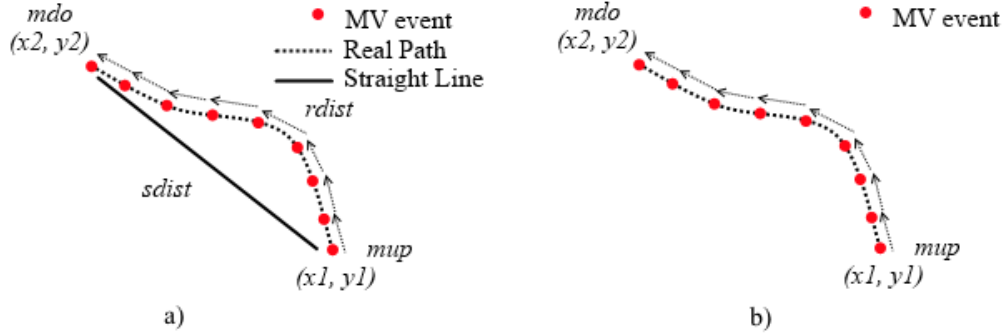 mdo
(x2, y2)
MV event
Real Path
Straight Line
rdist
sdist
mup
(x1, y1)
a)
mdo
(x2, y2)
MV event
mup
(x1, y1)
b)